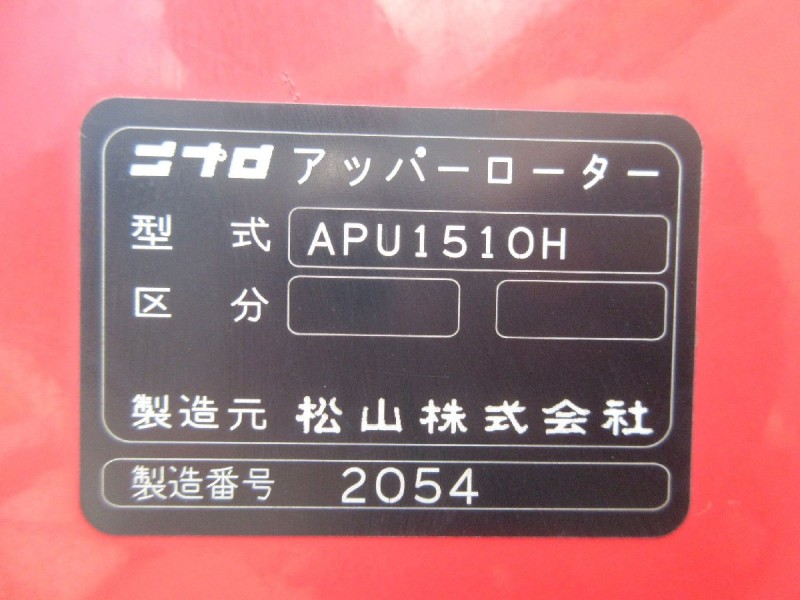 ニプロ アッパーローター
型式 APU1510H
区分
製造元 松山株式会社
製造番号 2054